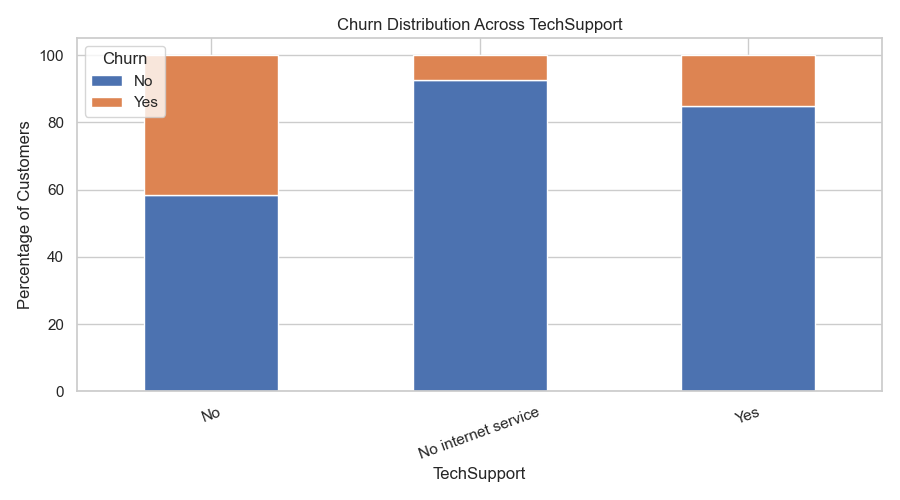 Churn Distribution Across TechSupport
Churn
No
Yes
Percentage of Customers
100
80
60
40
20
0
No
No internet service
Yes
TechSupport